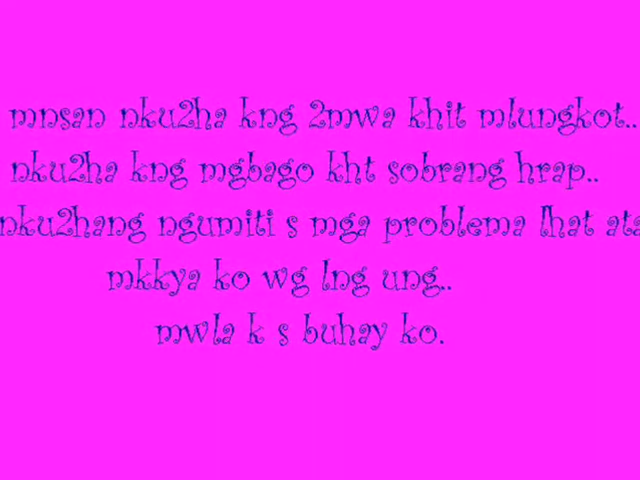 mnsan nku2ha kng 2mwa khit mlungkot..
nku2ha kng mgbago kht sobrang hrap..
nku2hang ngumiti s mga problema lhat ata
mkkya ko wg lng ung..
mwla k s buhay ko.